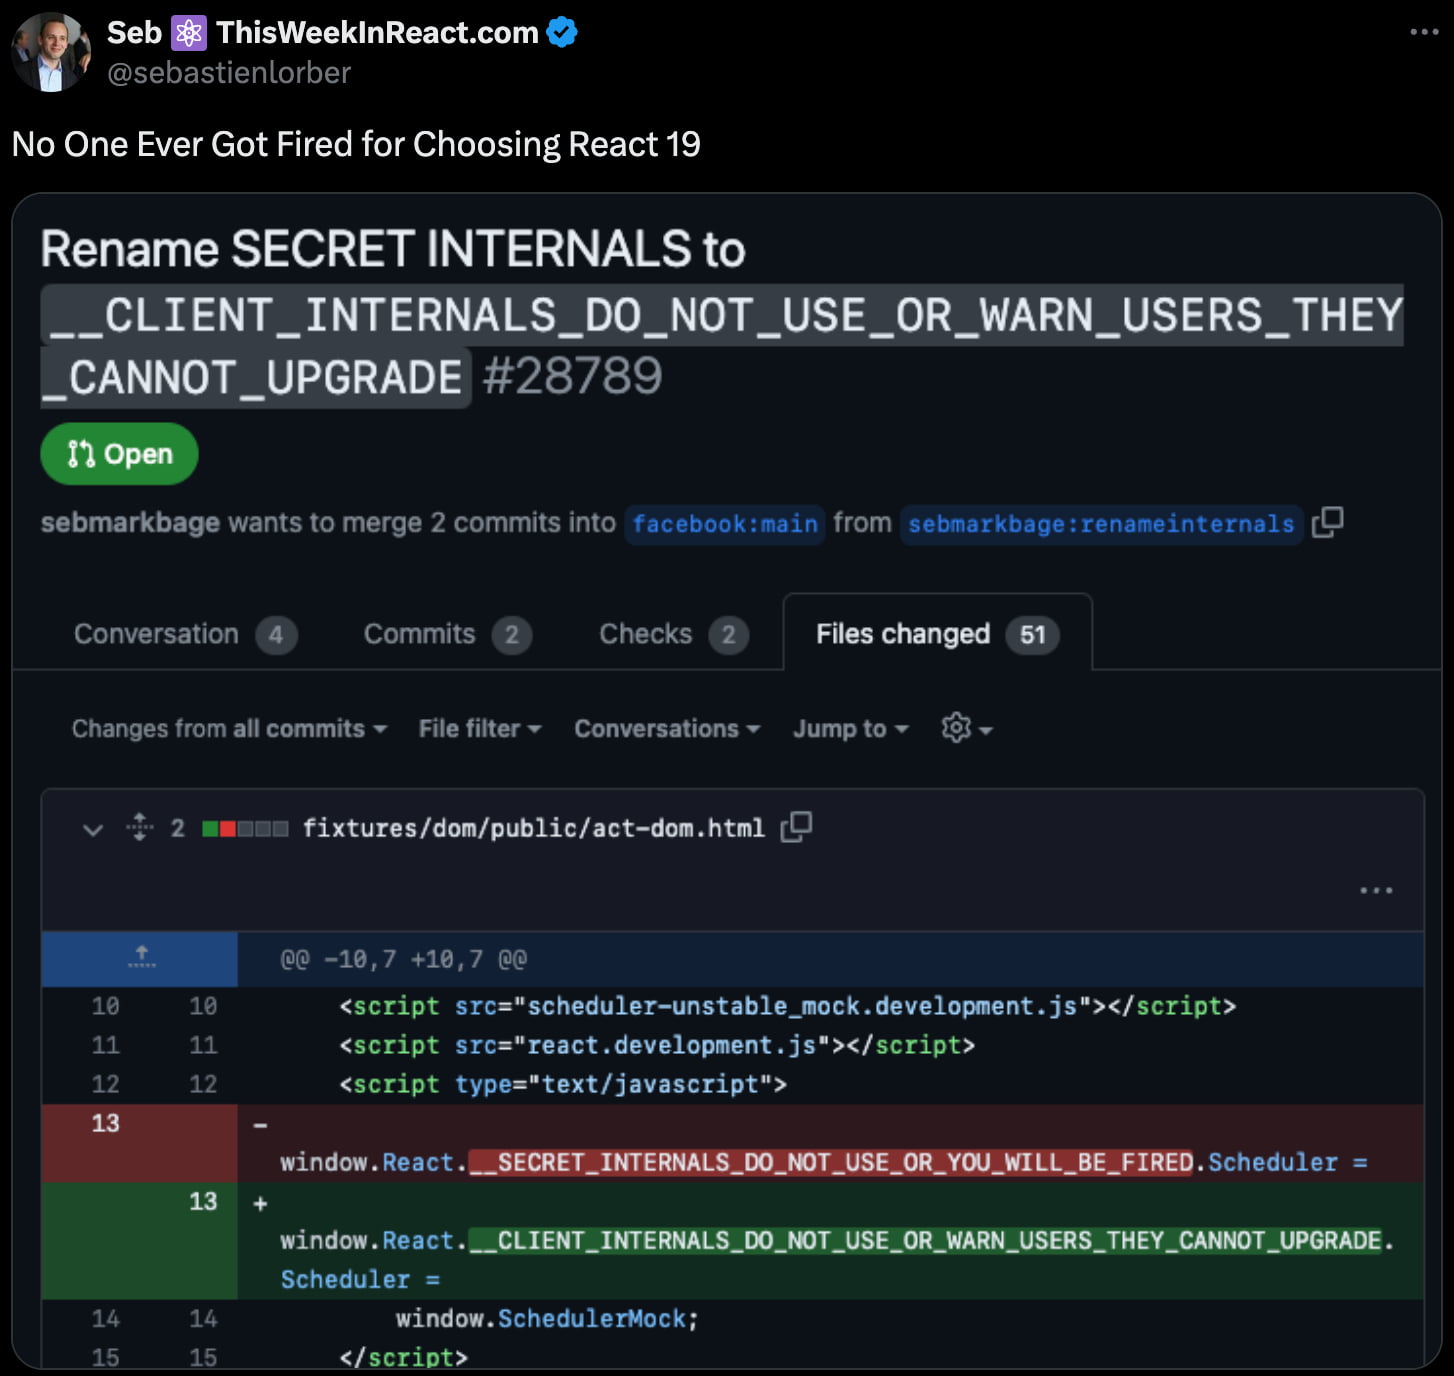 Seb ⚛ ThisWeekInReact.com
@sebastienlorber
No One Ever Got Fired for Choosing React 19
Rename SECRET INTERNALS to
__CLIENT_INTERNALS_DO_NOT_USE_OR_WARN_USERS_THEY
_CANNOT_UPGRADE #28789
Open
sebmarkbage wants to merge 2 commits into facebook:main from sebmarkbage:renameinternals
Conversation 4 Commits 2 Checks 2 Files changed 51
Changes from all commits File filter Conversations Jump to
2 fixtures/dom/public/act-dom.html
@@ -10,7 +10,7 @@
10 10 <script src="scheduler-unstable_mock.development.js"></script>
11 11 <script src="react.development.js"></script>
12 12 <script type="text/javascript">
13 -
window.React.__SECRET_INTERNALS_DO_NOT_USE_OR_YOU_WILL_BE_FIRED.Scheduler =
13 +
window.React.__CLIENT_INTERNALS_DO_NOT_USE_OR_WARN_USERS_THEY_CANNOT_UPGRADE.
Scheduler =
14 14 window.SchedulerMock;
15 15 </script>